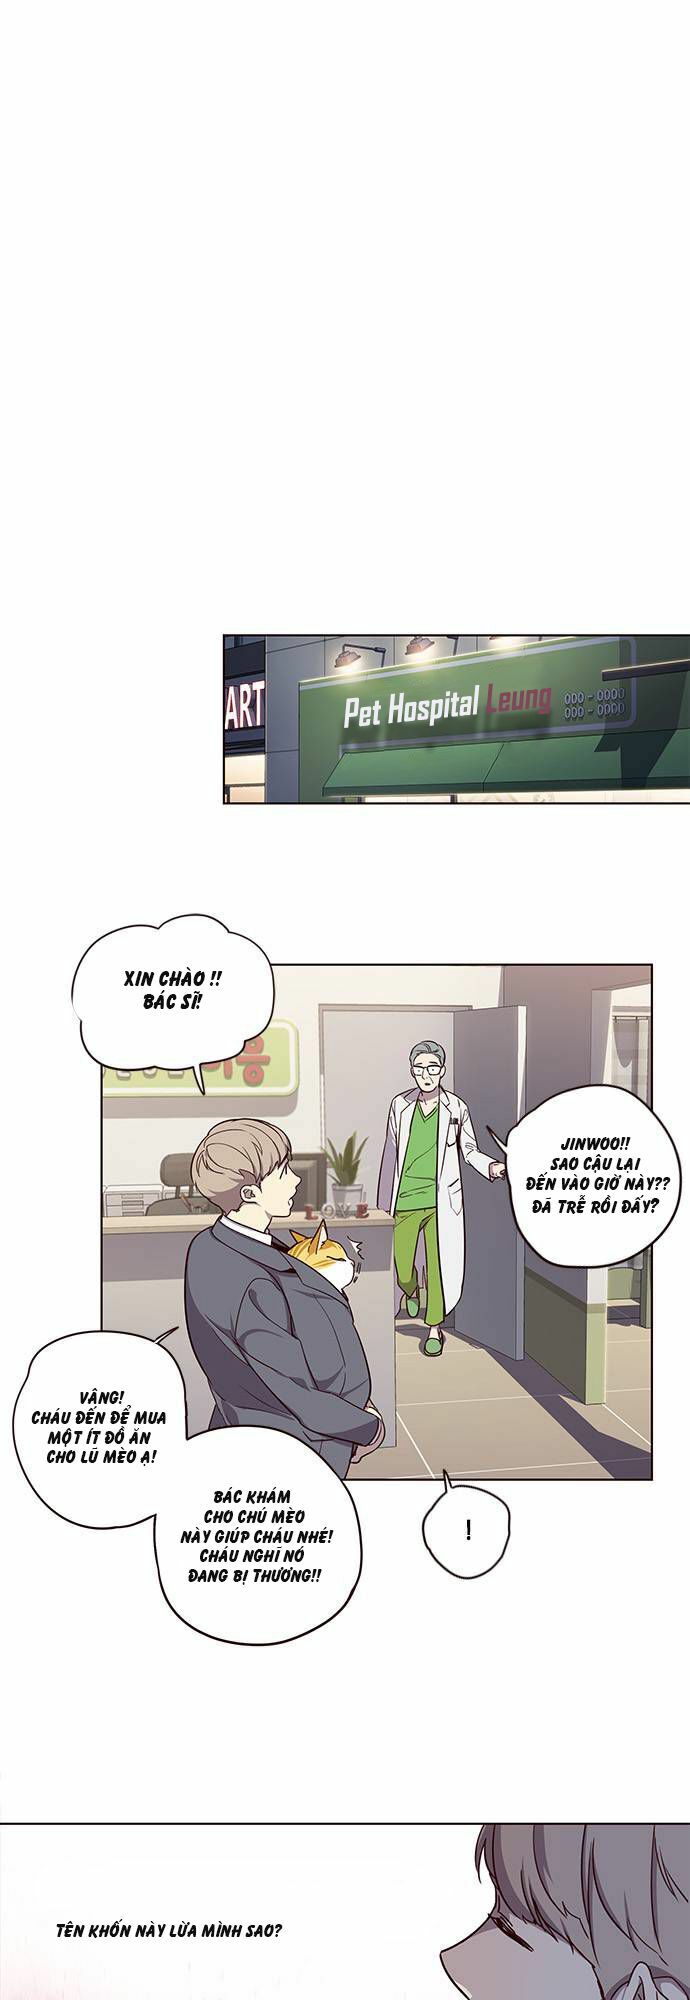 ART
Pet Hospital Leung
000-0000
000-0000
XIN CHÀO !!
BÁC SĨ!
어흥
JINWOO!!
SAO CẬU LẠI
ĐẾN VÀO GIỜ NÀY??
ĐÃ TRỄ RỒI ĐẤY?
LOVE
VÂNG!
CHÁU ĐẾN ĐỂ MUA
MỘT ÍT ĐỒ ĂN
CHO LŨ MÈO Ạ!
BÁC KHÁM
CHO CHÚ MÈO
NÀY GIÚP CHÁU NHÉ!
CHÁU NGHĨ NÓ
ĐANG BỊ THƯƠNG!!
!
TÊN KHỐN NÀY LỪA MÌNH SAO?